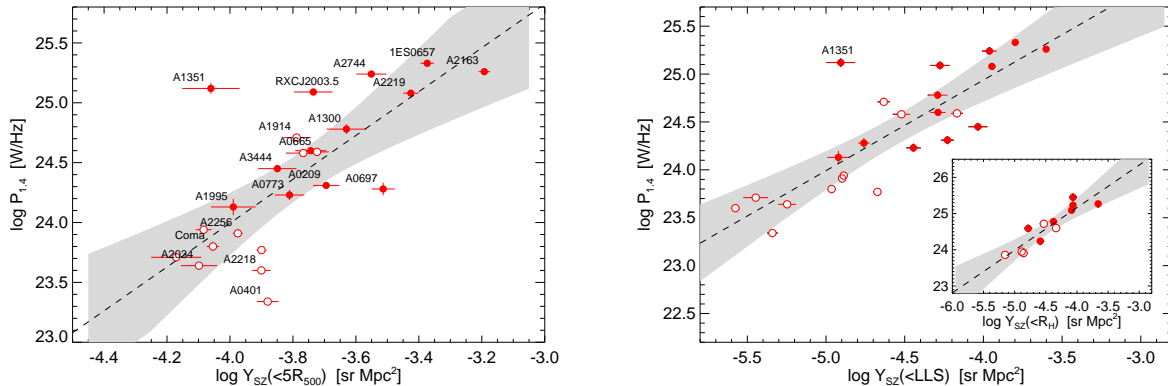 25.5
25.0
24.5
24.0
23.5
23.0
log P1.4 [W/Hz]
-4.4 -4.2 -4.0 -3.8 -3.6 -3.4 -3.2 -3.0
log YSZ(<5R500) [sr Mpc2]
1ES0657
A2744
A2163
A1351
RXCJ2003.5
A2219
A1914
A1300
A0665
A3444
A0209
A0773
A0697
A1995
A2256
Coma
A2034
A2218
A0401
25.5
25.0
24.5
24.0
23.5
23.0
22.5
log P1.4 [W/Hz]
-5.5 -5.0 -4.5 -4.0 -3.5 -3.0
log YSZ(<LLS) [sr Mpc2]
A1351
26
25
24
23
-6.0 -5.5 -5.0 -4.5 -4.0 -3.5 -3.0
log YSZ(<RH) [sr Mpc2]